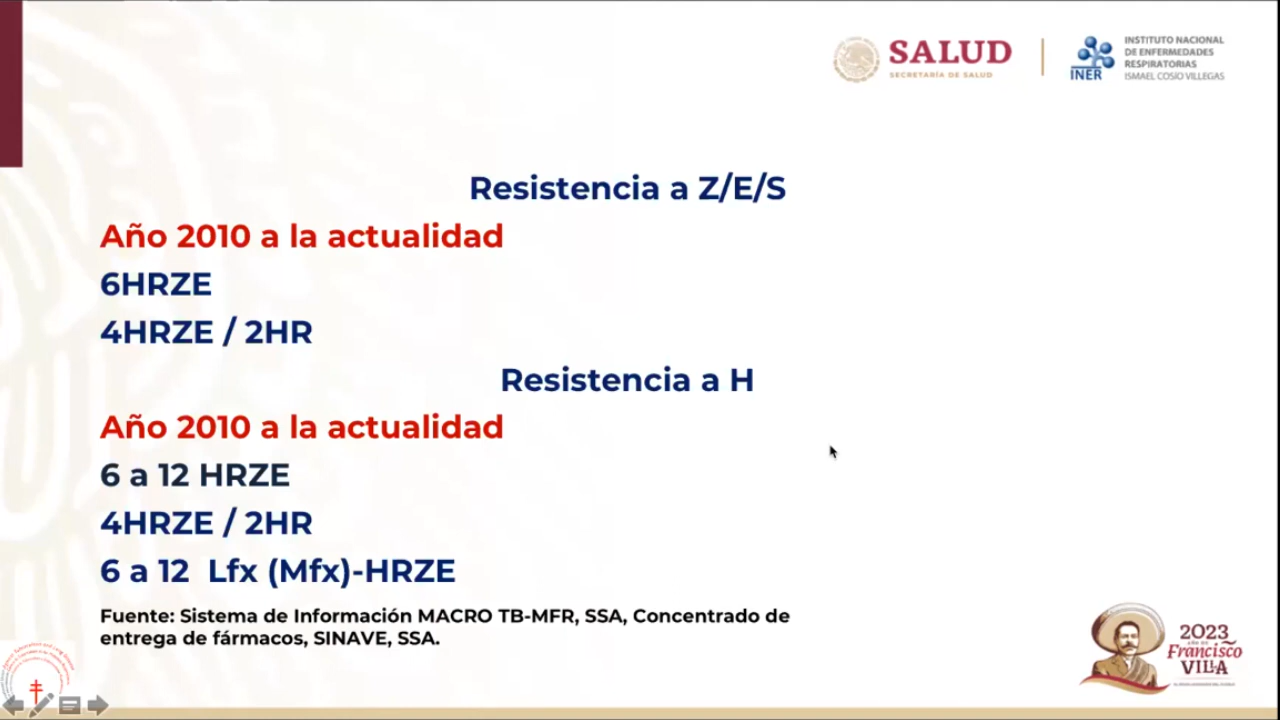 SALUD
SECRETARÍA DE SALUD
INER
INSTITUTO NACIONAL
DE ENFERMEDADES
RESPIRATORIAS
ISMAEL COSÍO VILLEGAS
Resistencia a Z/E/S
Año 2010 a la actualidad
6HRZE
4HRZE / 2HR
Resistencia a H
Año 2010 a la actualidad
6 a 12 HRZE
4HRZE / 2HR
6 a 12 Lfx (Mfx)-HRZE
Fuente: Sistema de Información MACRO TB-MFR, SSA, Concentrado de
entrega de fármacos, SINAVE, SSA.
2023
AÑO DE
Francisco
VILLA